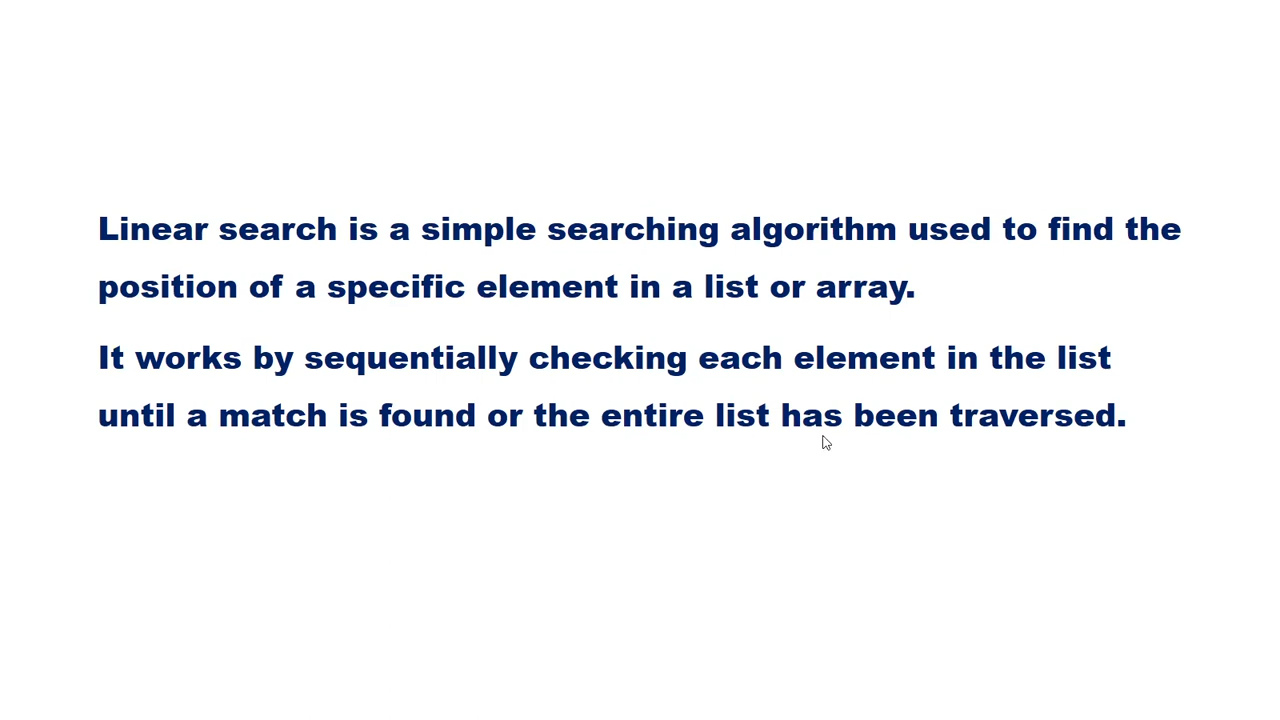 Linear search is a simple searching algorithm used to find the
position of a specific element in a list or array.
It works by sequentially checking each element in the list
until a match is found or the entire list has been traversed.